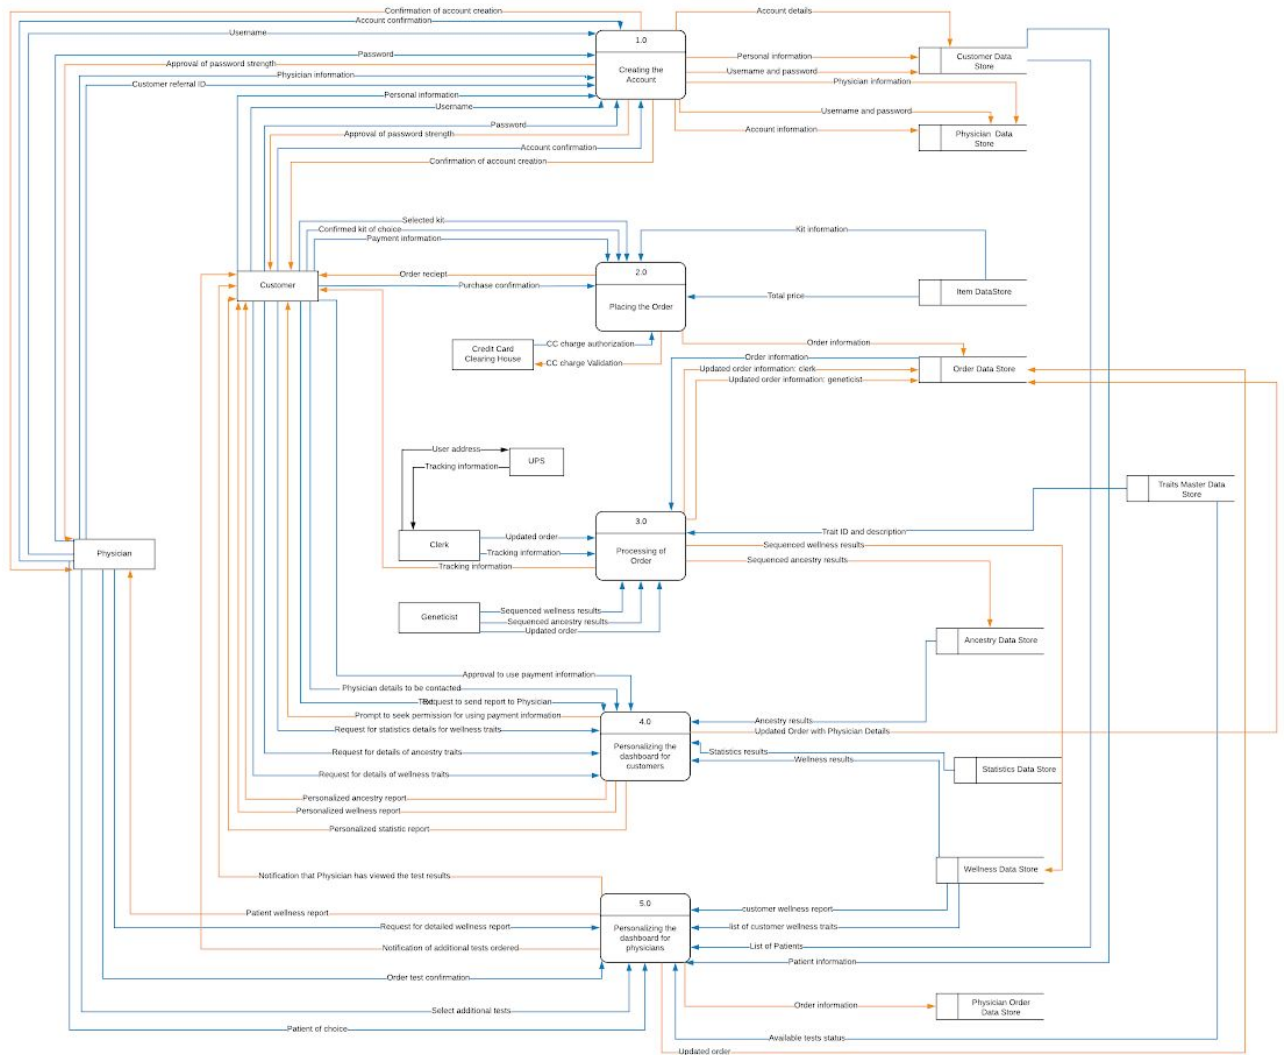 Confirmation of account creation
Account details
Account confirmation
Username
1.0
Password
Personal information
Customer Data
Store
Approval of password strength
Creating the
Account
Username and password
Physician information
Physician information
Customer referral ID
Personal information
Username
Username and password
Password
Account information
Physician Data
Store
Approval of password strength
Account confirmation
Confirmation of account creation
Selected kit
Confirmed kit of choice
Kit information
Payment information
Order reciept
2.0
Customer
Purchase confirmation
Total price
Item DataStore
Placing the Order
Credit Card
Clearing House
CC charge authorization
Order information
CC charge Validation
Order information
Updated order information: clerk
Order Data Store
Updated order information: geneticist
User address
UPS
Tracking information
Traits Master Data
Store
3.0
Trait ID and description
Physician
Clerk
Updated order
Sequenced wellness results
Tracking information
Processing of
Order
Sequenced ancestry results
Tracking information
Geneticist
Sequenced wellness results
Sequenced ancestry results
Updated order
Ancestry Data Store
Approval to use payment information
Physician details to be contacted
Request to send report to Physician
Prompt to seek permission for using payment information
4.0
Ancestry results
Request for statistics details for wellness traits
Updated Order with Physician Details
Request for details of ancestry traits
Personalizing the
dashboard for
customers
Statistics results
Wellness results
Statistics Data Store
Request for details of wellness traits
Personalized ancestry report
Personalized wellness report
Personalized statistic report
Wellness Data Store
Notification that Physician has viewed the test results
5.0
customer wellness report
Patient wellness report
Request for detailed wellness report
list of customer wellness traits
Personalizing the
dashboard for
physicians
Notification of additional tests ordered
List of Patients
Patient information
Order test confirmation
Order information
Physician Order
Data Store
Select additional tests
Patient of choice
Available tests status
Updated order